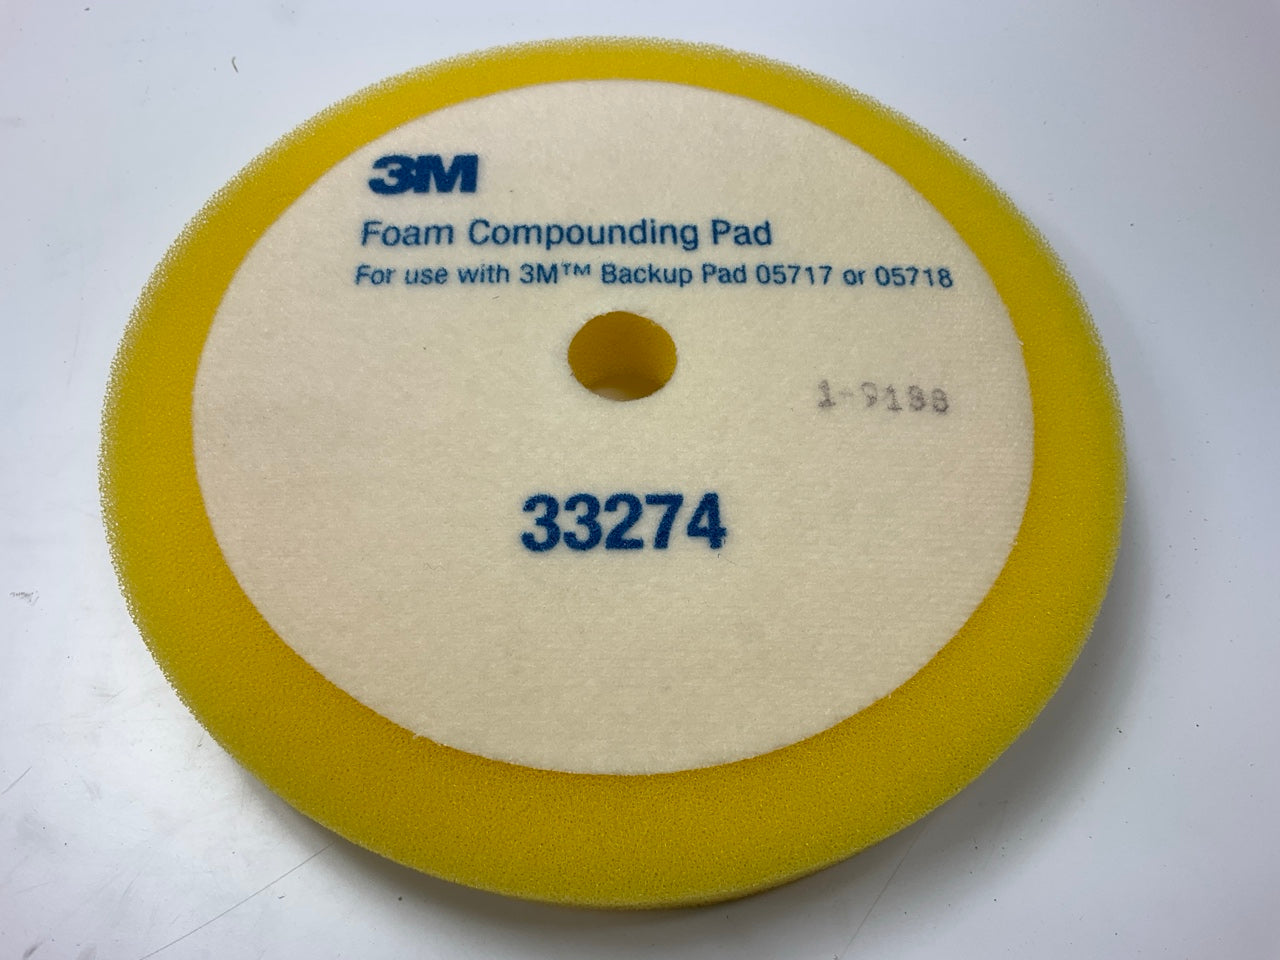 3M
Foam Compounding Pad
For use with 3M™ Backup Pad 05717 or 05718
1-9188
33274